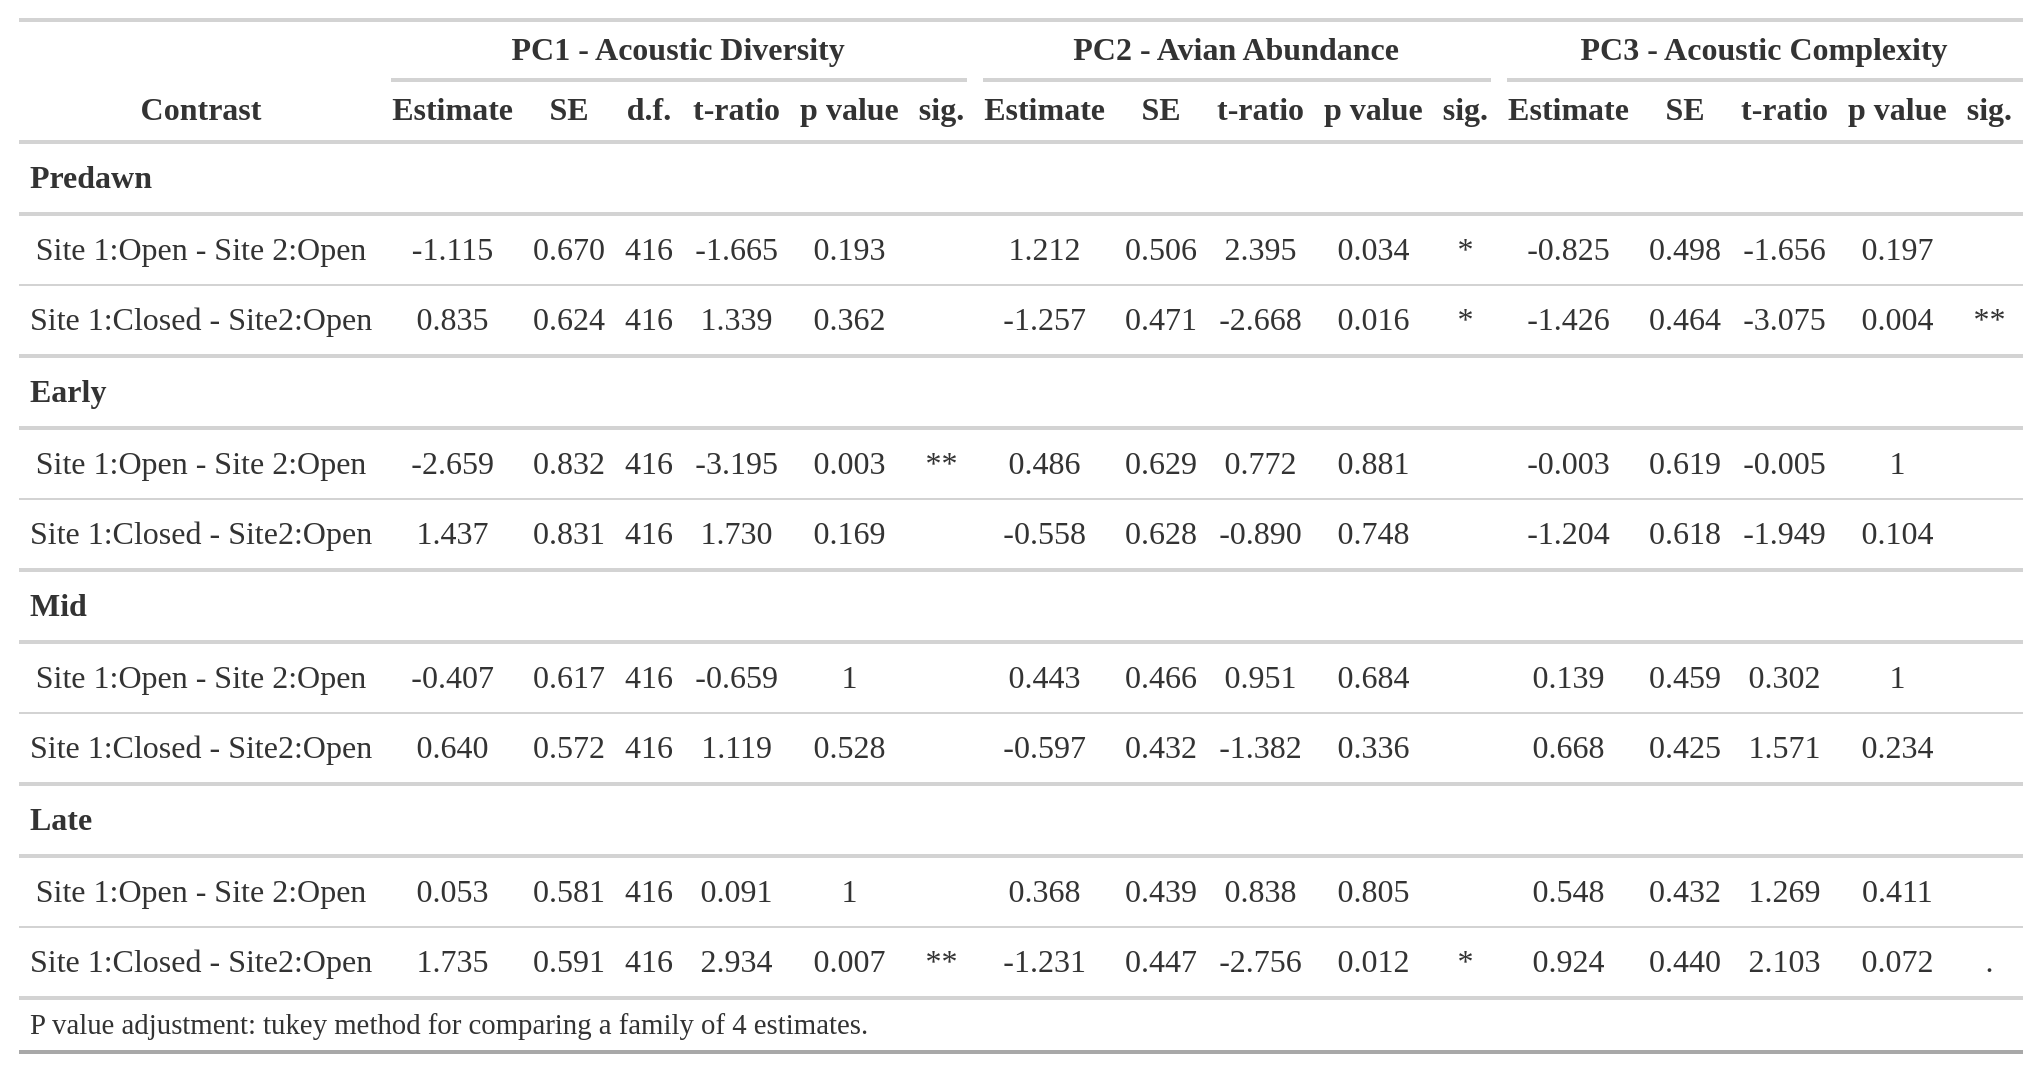 PC1 - Acoustic Diversity PC2 - Avian Abundance PC3 - Acoustic Complexity
Contrast Estimate SE d.f. t-ratio p value sig. Estimate SE t-ratio p value sig. Estimate SE t-ratio p value sig.
Predawn
Site 1:Open - Site 2:Open -1.115 0.670 416 -1.665 0.193 1.212 0.506 2.395 0.034 * -0.825 0.498 -1.656 0.197
Site 1:Closed - Site2:Open 0.835 0.624 416 1.339 0.362 -1.257 0.471 -2.668 0.016 * -1.426 0.464 -3.075 0.004 **
Early
Site 1:Open - Site 2:Open -2.659 0.832 416 -3.195 0.003 ** 0.486 0.629 0.772 0.881 -0.003 0.619 -0.005 1
Site 1:Closed - Site2:Open 1.437 0.831 416 1.730 0.169 -0.558 0.628 -0.890 0.748 -1.204 0.618 -1.949 0.104
Mid
Site 1:Open - Site 2:Open -0.407 0.617 416 -0.659 1 0.443 0.466 0.951 0.684 0.139 0.459 0.302 1
Site 1:Closed - Site2:Open 0.640 0.572 416 1.119 0.528 -0.597 0.432 -1.382 0.336 0.668 0.425 1.571 0.234
Late
Site 1:Open - Site 2:Open 0.053 0.581 416 0.091 1 0.368 0.439 0.838 0.805 0.548 0.432 1.269 0.411
Site 1:Closed - Site2:Open 1.735 0.591 416 2.934 0.007 ** -1.231 0.447 -2.756 0.012 * 0.924 0.440 2.103 0.072 .
P value adjustment: tukey method for comparing a family of 4 estimates.